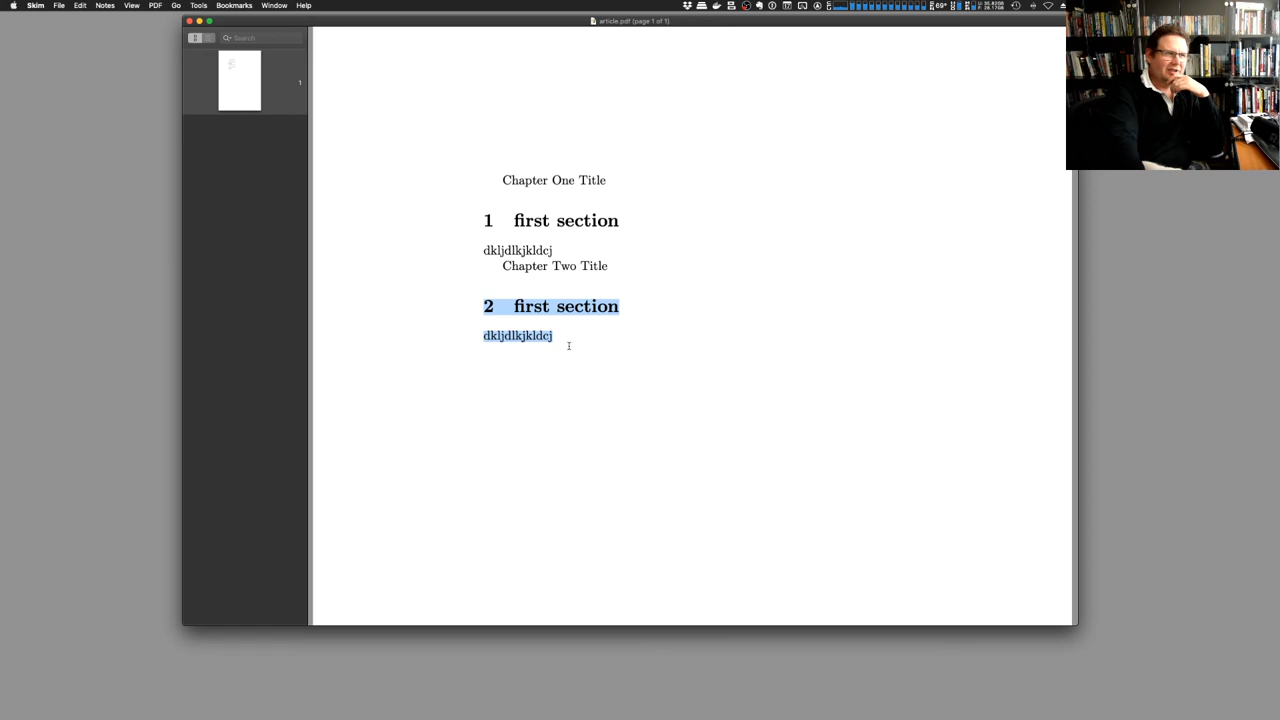 Skim File Edit View PDF Go Tools Notes Bookmarks Window Help
article.pdf (page 1 of 1)
Search
1
Chapter One Title
1 first section
dkljdlkjkldcj
Chapter Two Title
2 first section
dkljdlkjkldcj